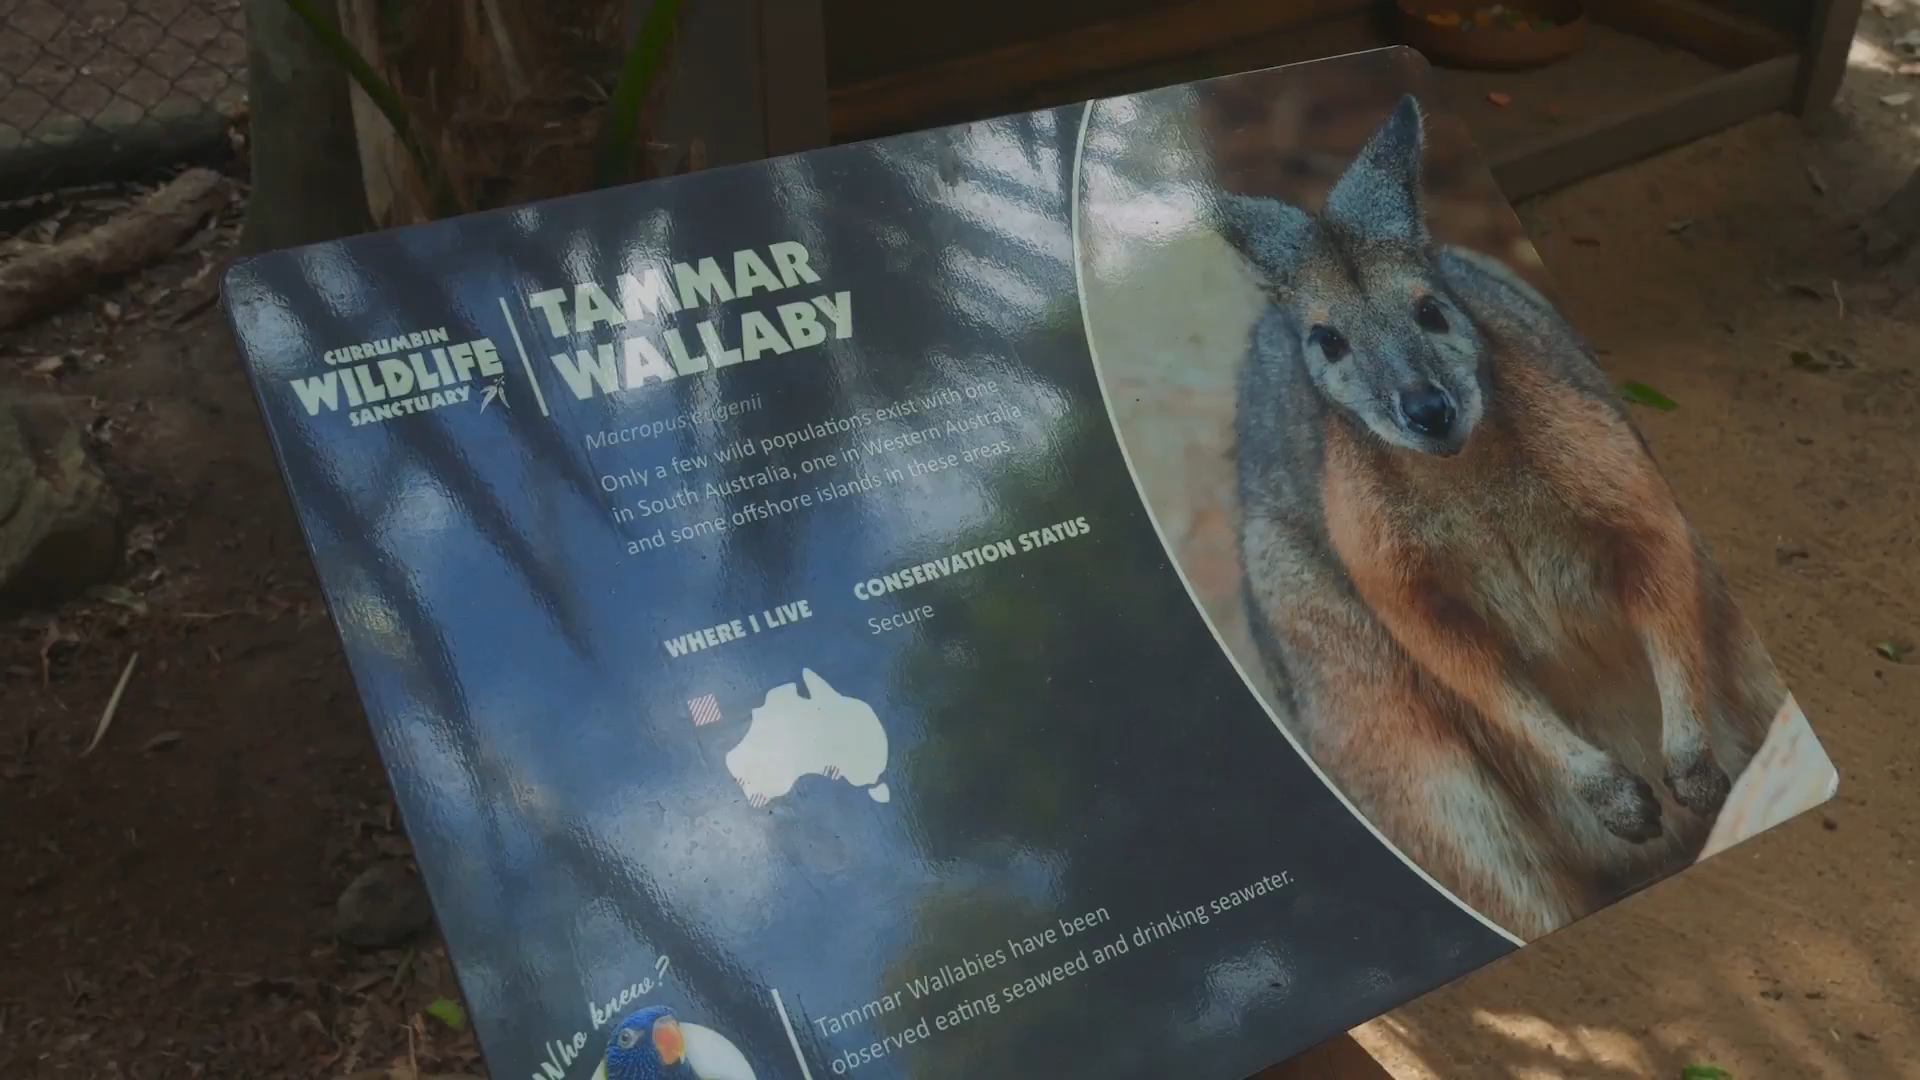 CURRUMBIN
WILDLIFE
SANCTUARY
TAMMAR
WALLABY
Macropus eugenii
Only a few wild populations exist with one
in South Australia, one in Western Australia
and some offshore islands in these areas.
WHERE I LIVE
CONSERVATION STATUS
Secure
Who knew?
Tammar Wallabies have been
observed eating seaweed and drinking seawater.